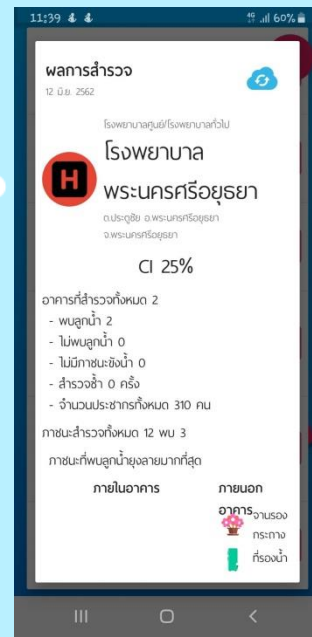 11:39
4G 60%
ผลการสำรวจ
12 มิ.ย. 2562
โรงพยาบาลศูนย์/โรงพยาบาลทั่วไป
H
โรงพยาบาล
พระนครศรีอยุธยา
ต.ประตูชัย อ.พระนครศรีอยุธยา
จ.พระนครศรีอยุธยา
CI 25%
อาคารที่สำรวจทั้งหมด 2
- พบลูกน้ำ 2
- ไม่พบลูกน้ำ 0
- ไม่มีภาชนะขังน้ำ 0
- สำรวจซ้ำ 0 ครั้ง
- จำนวนประชากรทั้งหมด 310 คน
ภาชนะสำรวจทั้งหมด 12 พบ 3
ภาชนะที่พบลูกน้ำยุงลายมากที่สุด
ภายในอาคาร
ภายนอก
อาคาร
จานรอง
กระถาง
ที่รองน้ำ